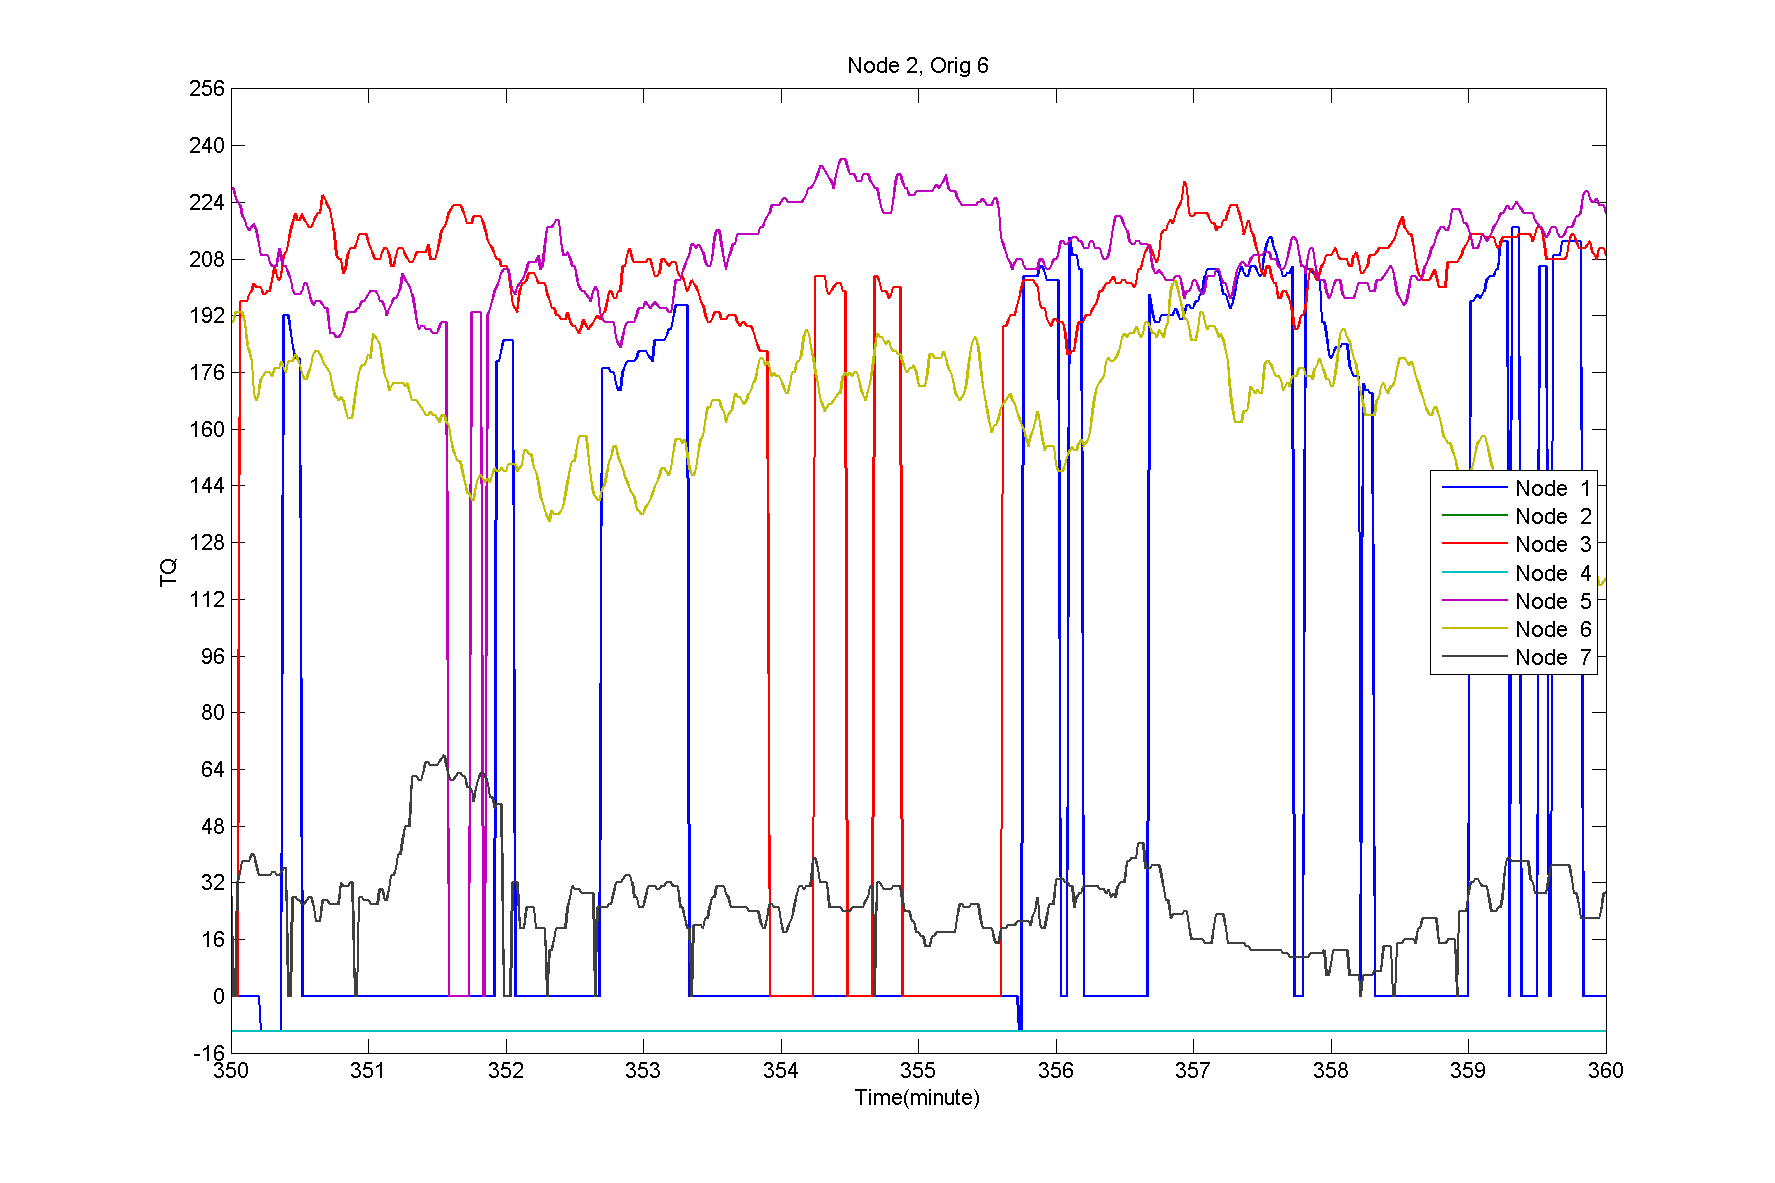 Node 2, Orig 6
256
240
224
208
192
176
160
144
128
112
96
80
64
48
32
16
0
-16
TQ
Node 1
Node 2
Node 3
Node 4
Node 5
Node 6
Node 7
350 351 352 353 354 355 356 357 358 359 360
Time(minute)